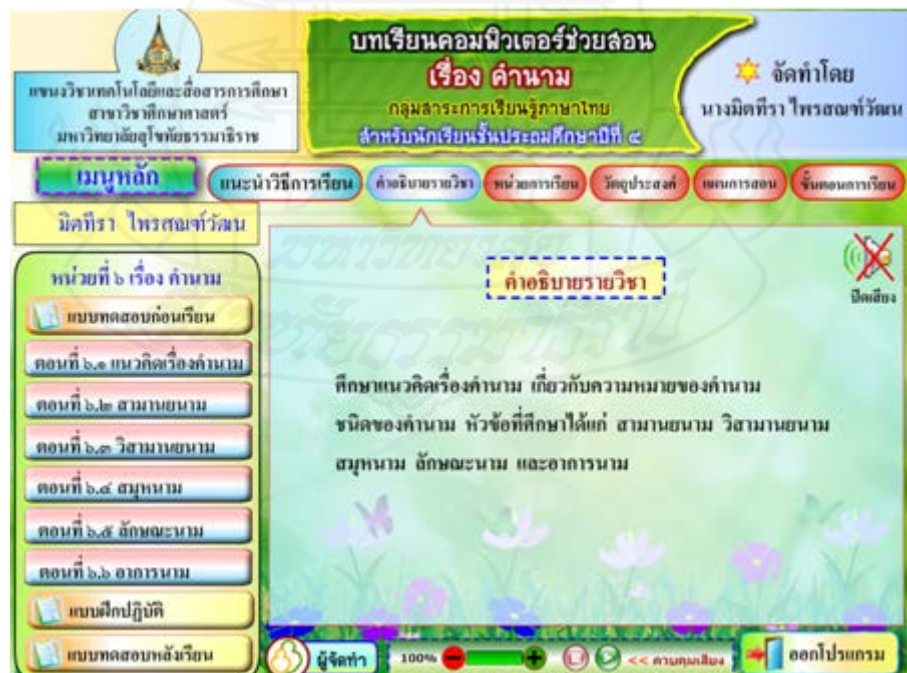 แขนงวิชาเทคโนโลยีและสื่อสารการศึกษา
สาขาวิชาศึกษาศาสตร์
มหาวิทยาลัยสุโขทัยธรรมาธิราช
บทเรียนคอมพิวเตอร์ช่วยสอน
เรื่อง คำนาม
กลุ่มสาระการเรียนรู้ภาษาไทย
สำหรับนักเรียนชั้นประถมศึกษาปีที่ ๔
จัดทำโดย
นางมิตทีรา ไพรสณฑ์วัฒน
เมนูหลัก
แนะนำวิธีการเรียน
คำอธิบายรายวิชา
หน่วยการเรียน
วัตถุประสงค์
แผนการสอน
ขั้นตอนการเรียน
มิตทีรา ไพรสณฑ์วัฒน
หน่วยที่ ๖ เรื่อง คำนาม
แบบทดสอบก่อนเรียน
ตอนที่ ๖.๑ แนวคิดเรื่องคำนาม
ตอนที่ ๖.๒ สามานยนาม
ตอนที่ ๖.๓ วิสามานยนาม
ตอนที่ ๖.๔ สมุหนาม
ตอนที่ ๖.๕ ลักษณะนาม
ตอนที่ ๖.๖ อาการนาม
แบบฝึกปฏิบัติ
แบบทดสอบหลังเรียน
คำอธิบายรายวิชา
ปิดเสียง
ศึกษาแนวคิดเรื่องคำนาม เกี่ยวกับความหมายของคำนาม
ชนิดของคำนาม หัวข้อที่ศึกษาได้แก่ สามานยนาม วิสามานยนาม
สมุหนาม ลักษณะนาม และอาการนาม
ผู้จัดทำ
100%
<< ควบคุมเสียง
ออกโปรแกรม